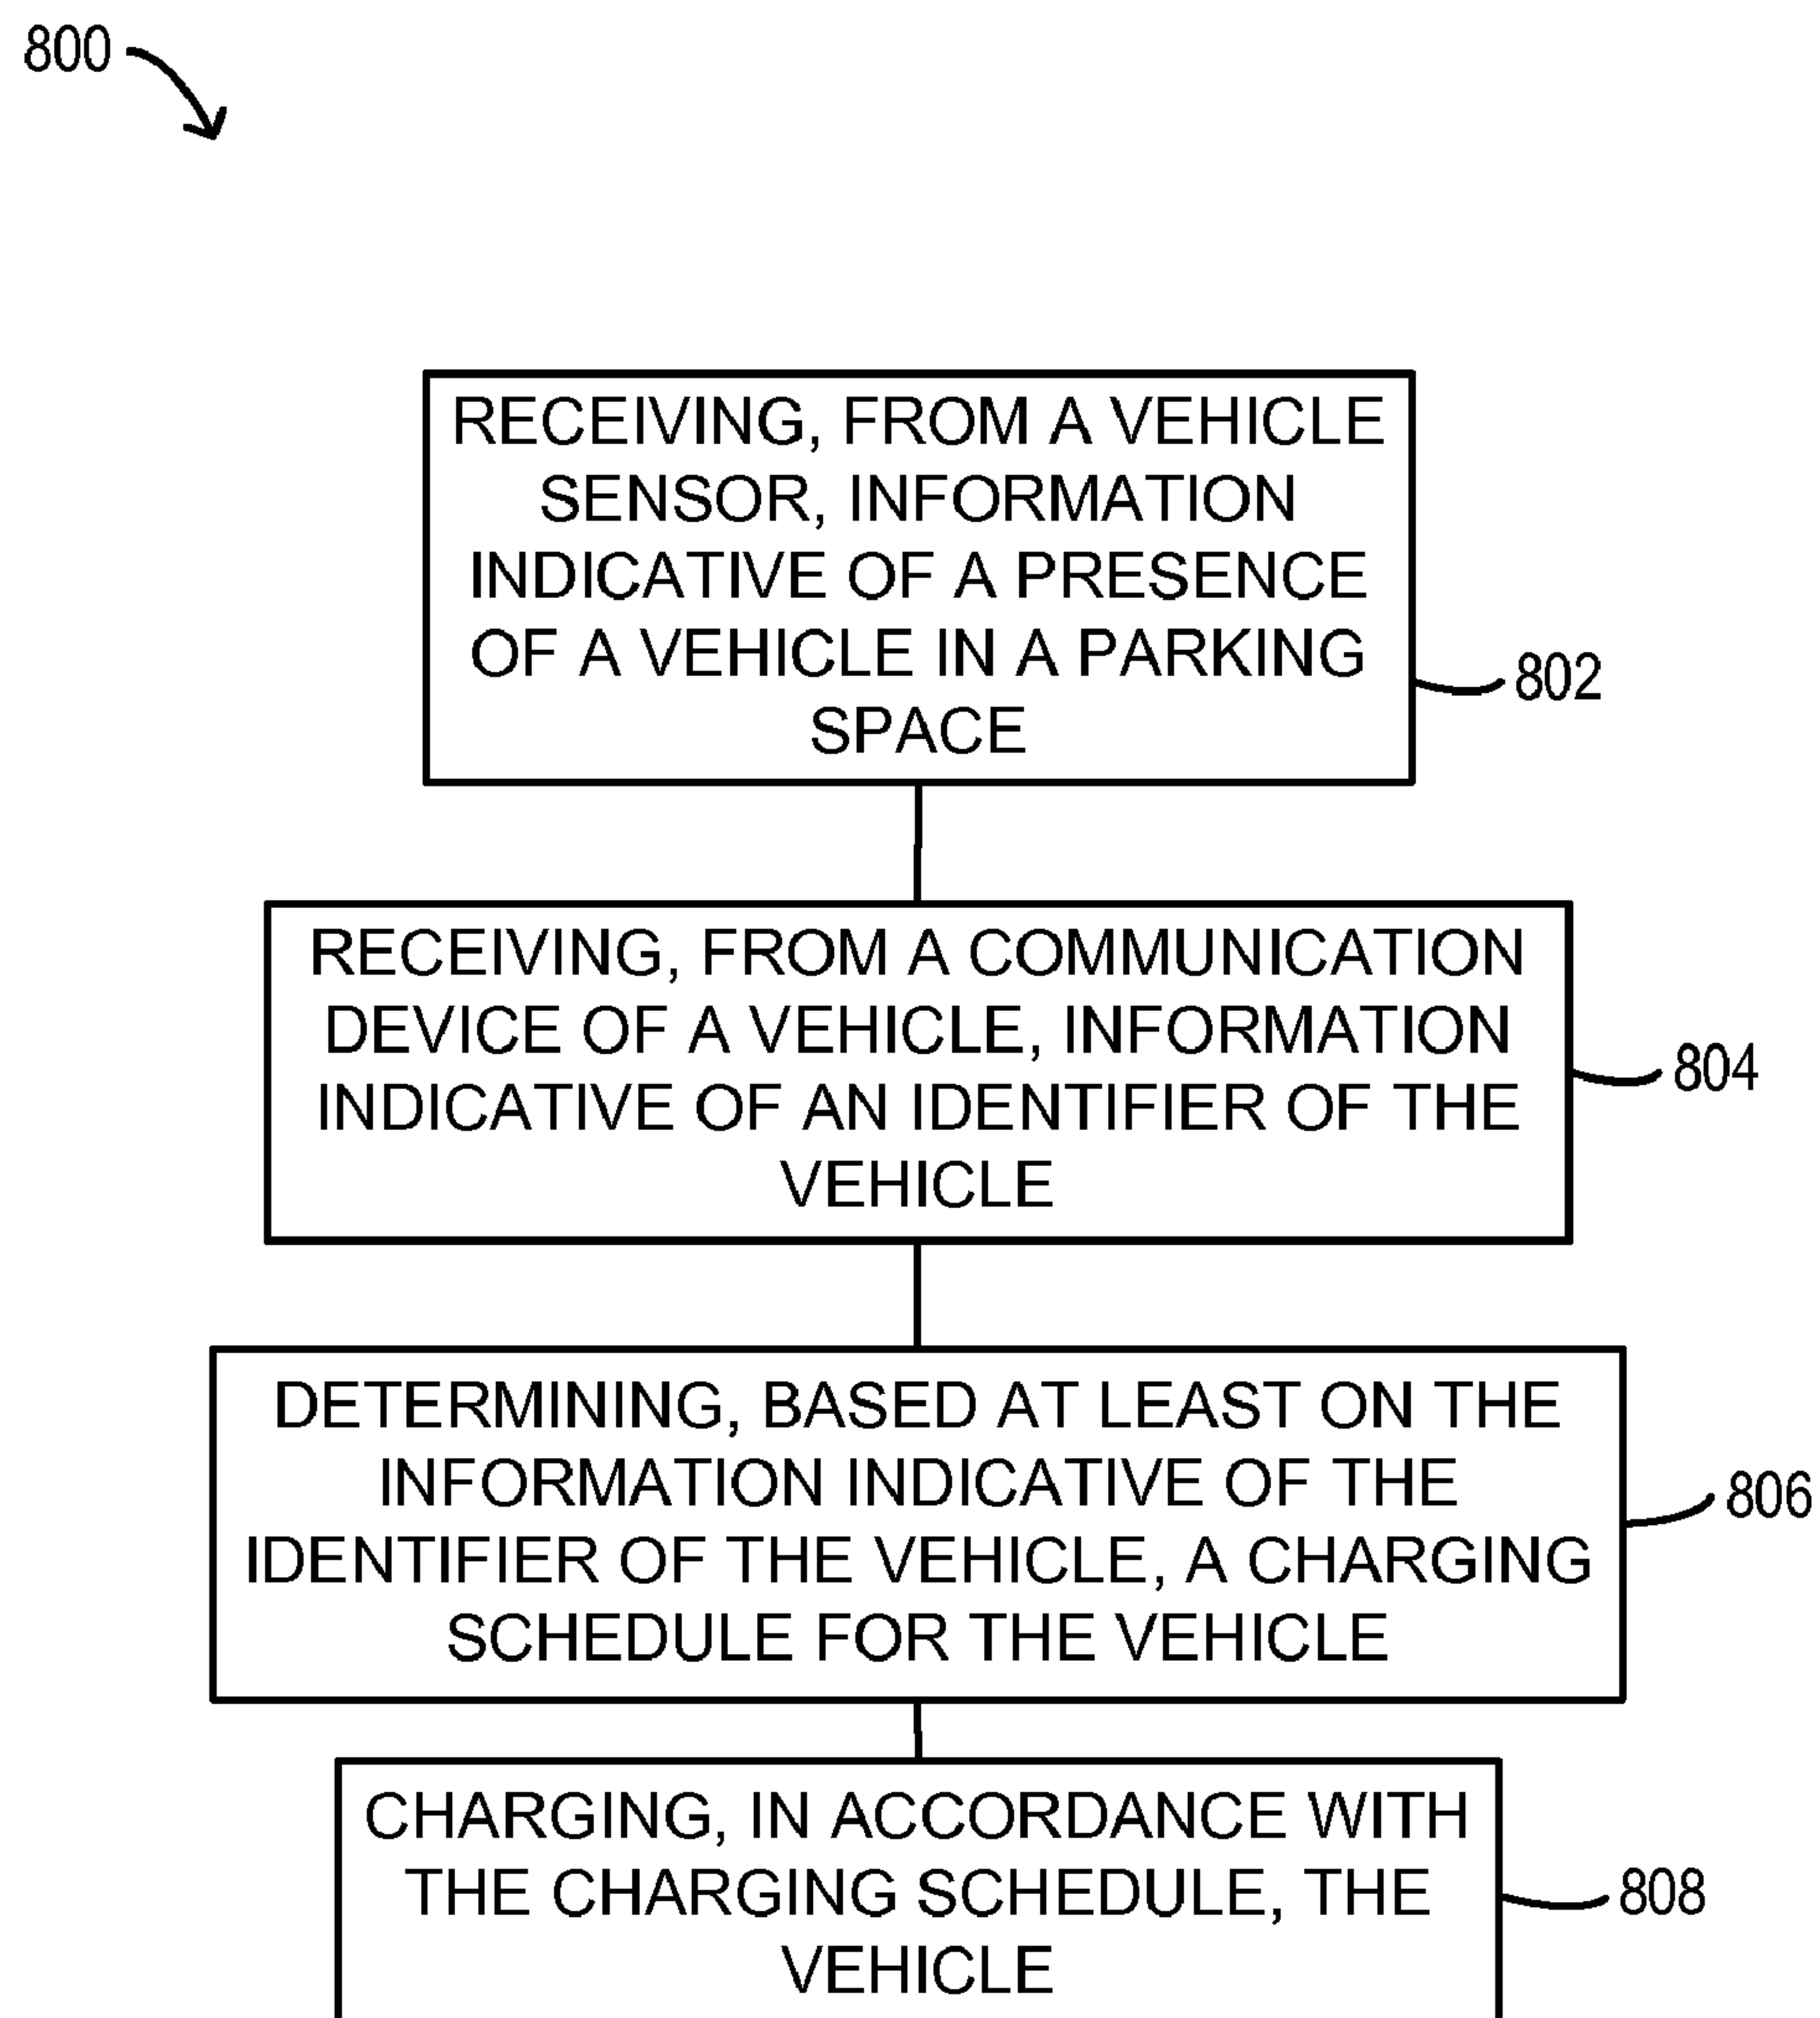 800
RECEIVING, FROM A VEHICLE
SENSOR, INFORMATION
INDICATIVE OF A PRESENCE
OF A VEHICLE IN A PARKING
SPACE
802
RECEIVING, FROM A COMMUNICATION
DEVICE OF A VEHICLE, INFORMATION
INDICATIVE OF AN IDENTIFIER OF THE
VEHICLE
804
DETERMINING, BASED AT LEAST ON THE
INFORMATION INDICATIVE OF THE
IDENTIFIER OF THE VEHICLE, A CHARGING
SCHEDULE FOR THE VEHICLE
806
CHARGING, IN ACCORDANCE WITH
THE CHARGING SCHEDULE, THE
VEHICLE
808